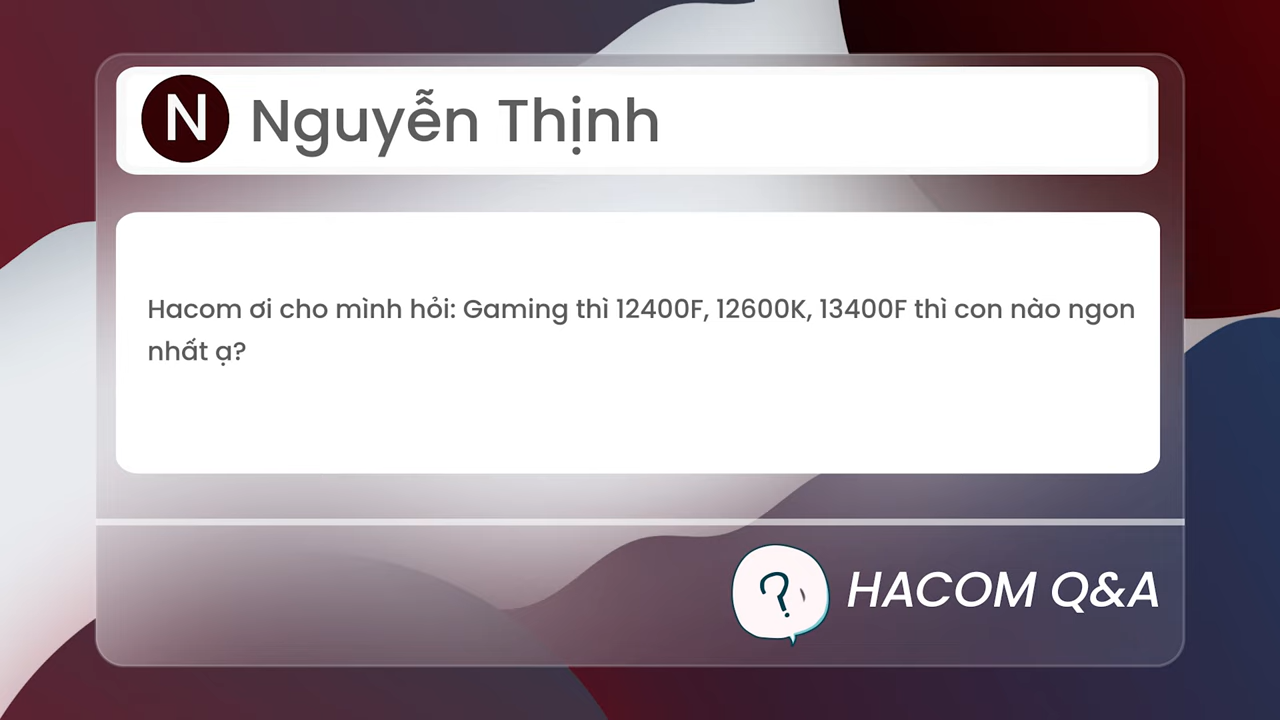 N
Nguyễn Thịnh
Hacom ơi cho mình hỏi: Gaming thì 12400F, 12600K, 13400F thì con nào ngon
nhất ạ?
?
HACOM Q&A